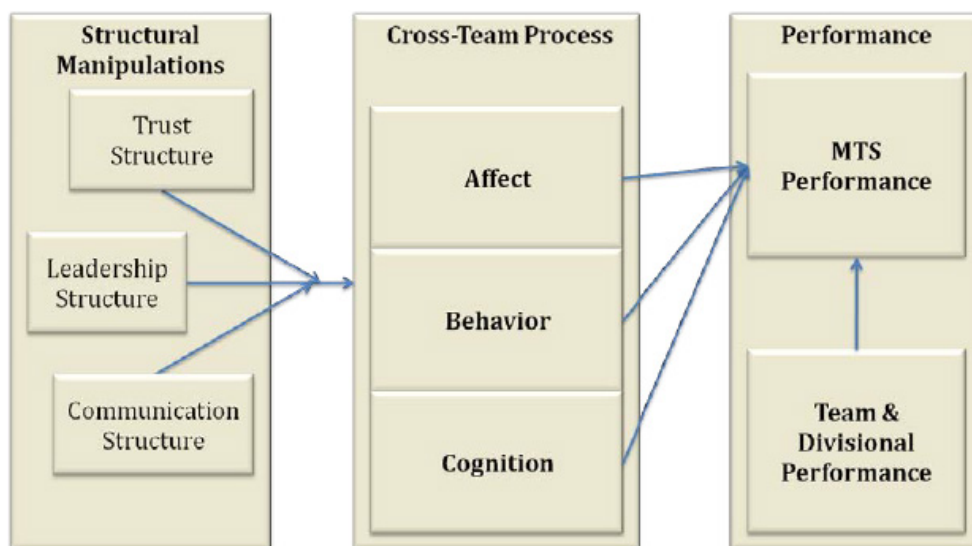 Structural
Manipulations
Trust
Structure
Leadership
Structure
Communication
Structure
Cross-Team Process
Affect
Behavior
Cognition
Performance
MTS
Performance
Team &
Divisional
Performance